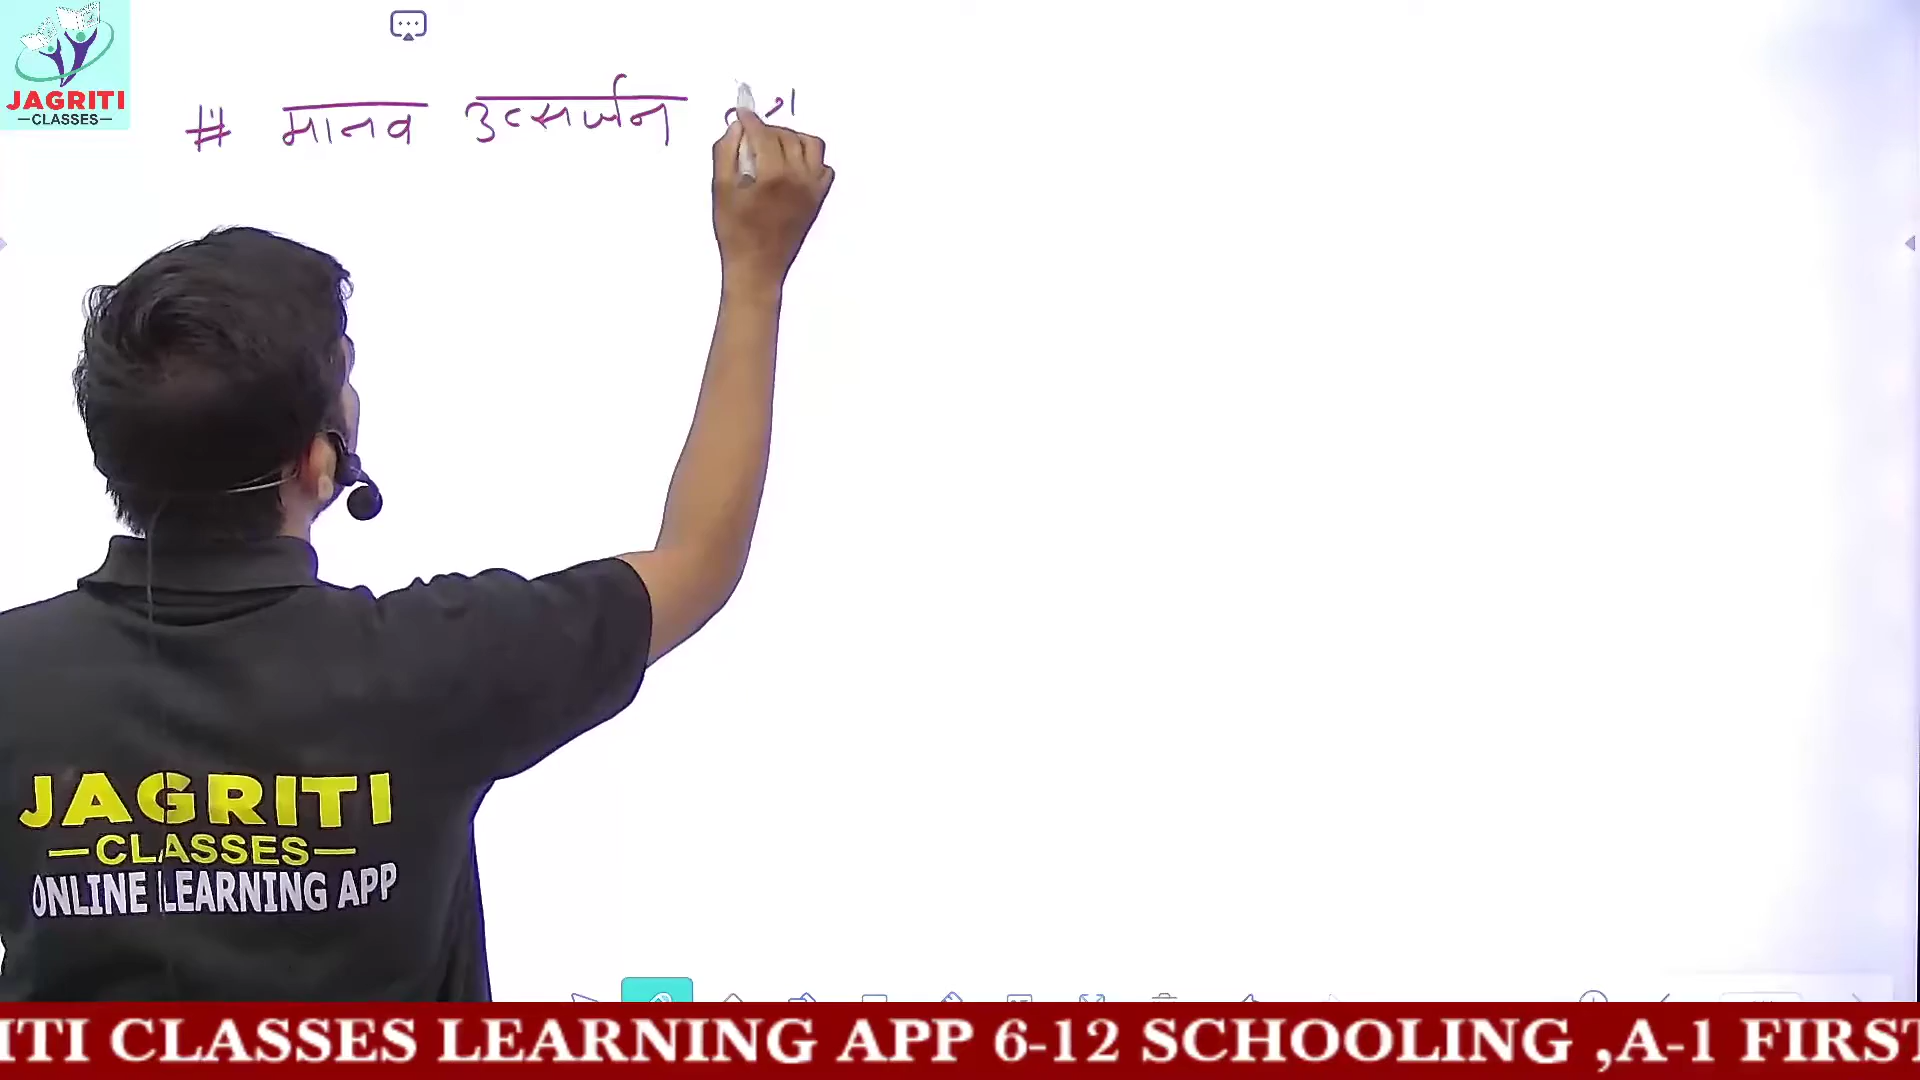 JAGRITI
CLASSES
# मानव उत्सर्जन
JAGRITI
CLASSES
ONLINE LEARNING APP
ITI CLASSES LEARNING APP 6-12 SCHOOLING ,A-1 FIRST